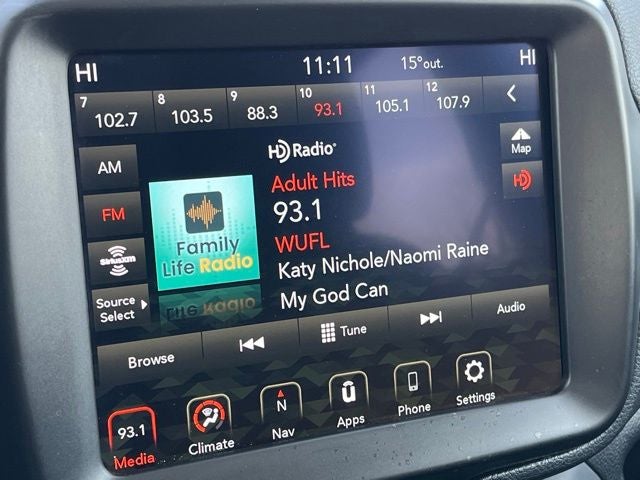 HI 11:11 15°out. HI
7 8 9 10 11 12
102.7 103.5 88.3 93.1 105.1 107.9
HD Radio
Map
AM
Adult Hits
HD
93.1
FM
WUFL
Family
Life Radio
SiriusXM
Katy Nichole/Naomi Raine
My God Can
Source
Select
Browse Tune Audio
93.1 N
Media Climate Nav Apps Phone Settings